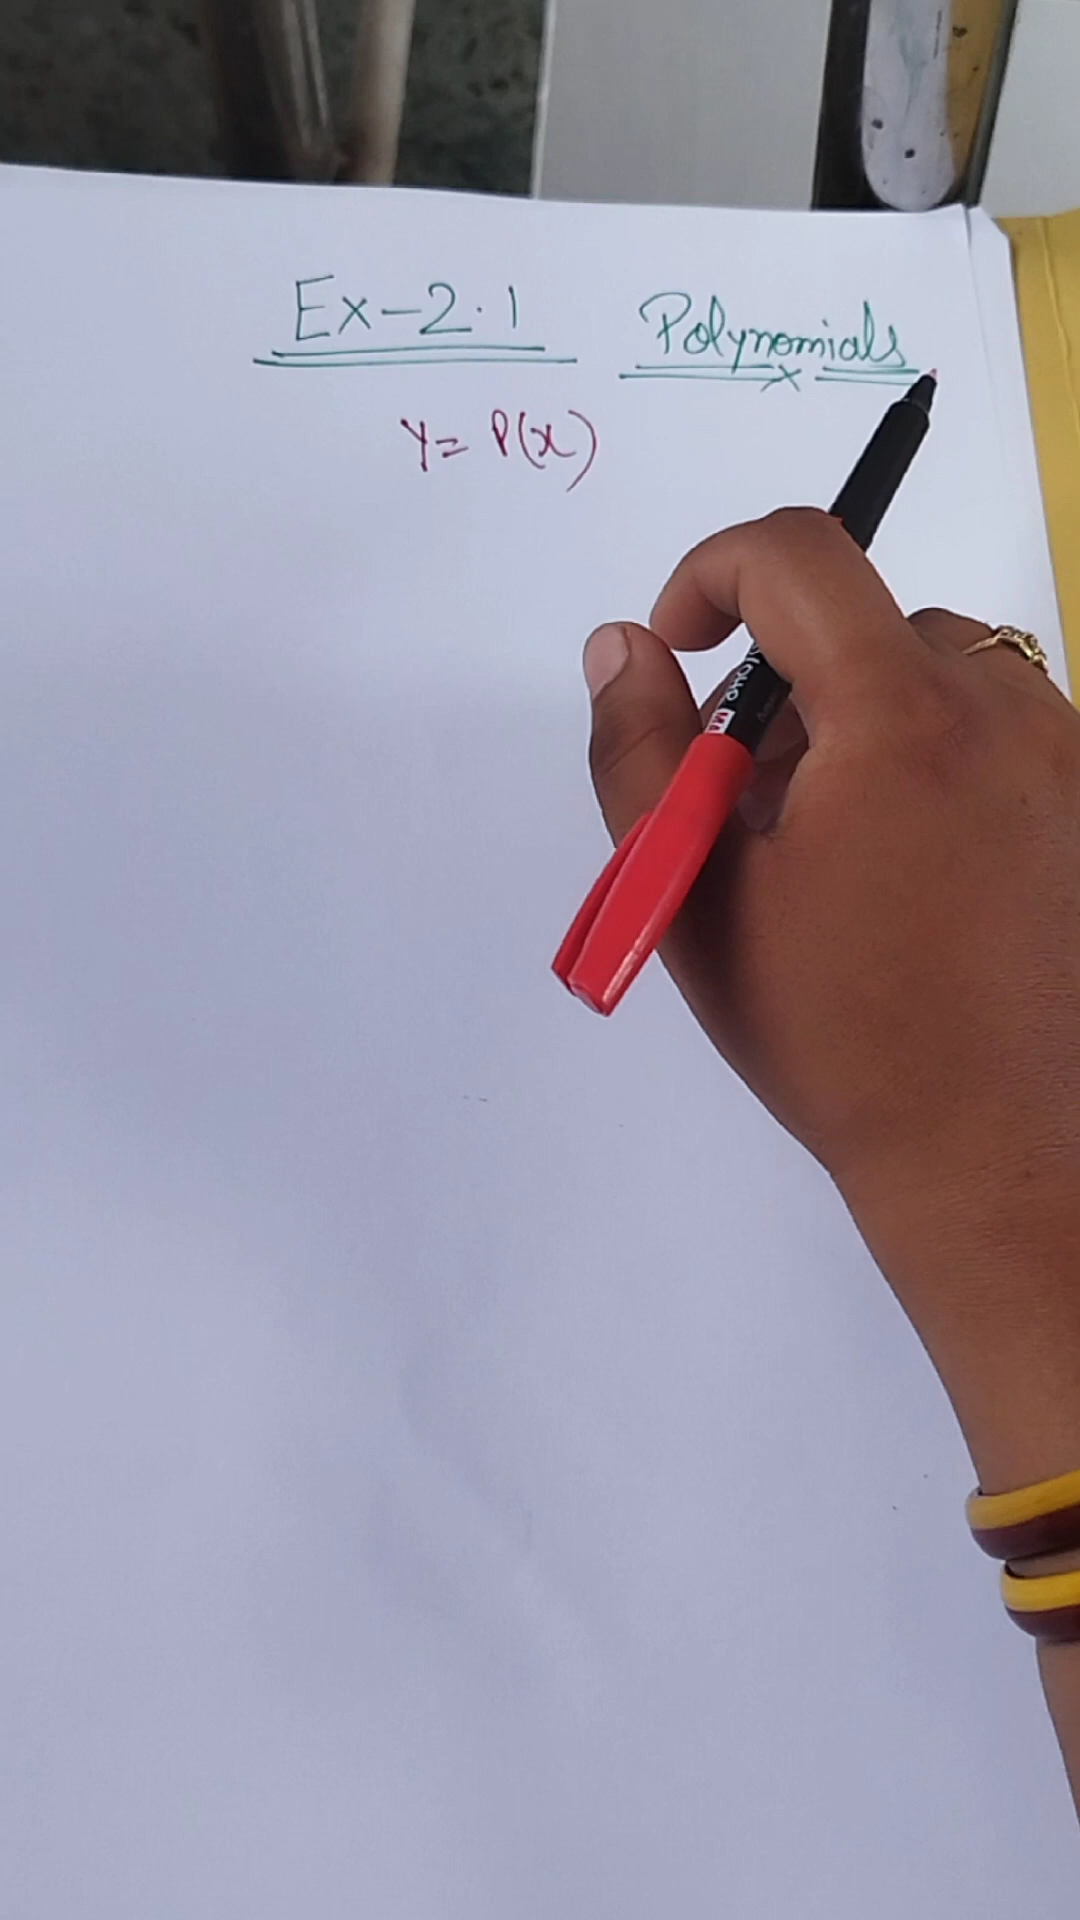 Ex-2.1 Polynomials
x
y= P(x)